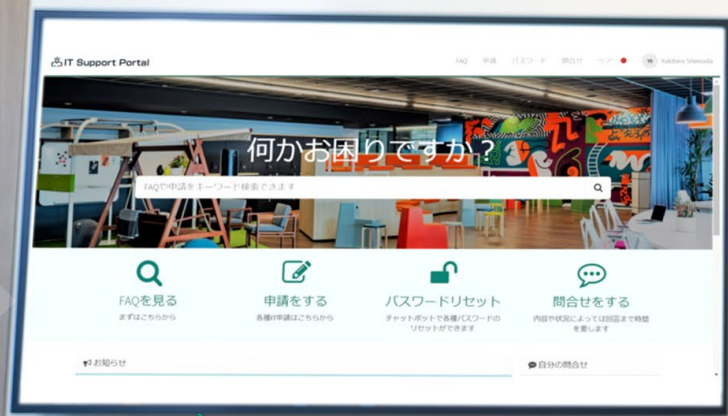 IT Support Portal
FAQ 申請 パスワード 問合せ ツア
YS
何かお困りですか？
FAQや申請をキーワード検索できます
FAQを見る
まずはこちらから
申請をする
各種IT申請はこちらから
パスワードリセット
チャットボットで各種パスワードの
リセットができます
問合せをする
内容や状況によっては回答まで時間
を要します
お知らせ
自分の問合せ